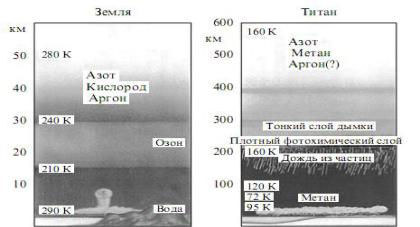 Земля
Титан
км
50
40
30
20
10
280 К
Азот
Кислород
Аргон
240 К
Озон
210 К
290 К
Вода
600
км
500
400
300
200
100
160 К
Азот
Метан
Аргон(?)
Тонкий слой дымки
Плотный фотохимический слой
160 К
Дождь из частиц
120 К
72 К
95 К
Метан